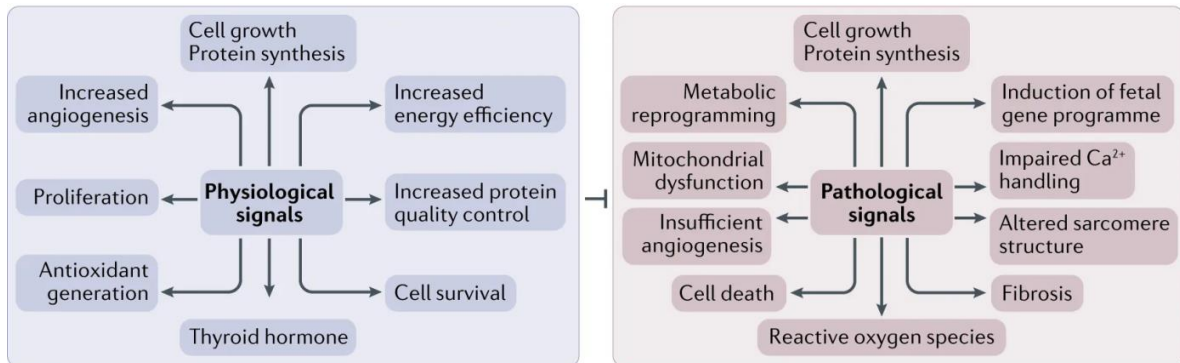 Cell growth
Protein synthesis
Increased
angiogenesis
Increased
energy efficiency
Proliferation
Physiological
signals
Increased protein
quality control
Antioxidant
generation
Cell survival
Thyroid hormone
Cell growth
Protein synthesis
Metabolic
reprogramming
Induction of fetal
gene programme
Mitochondrial
dysfunction
Impaired Ca²⁺
handling
Pathological
signals
Insufficient
angiogenesis
Altered sarcomere
structure
Cell death
Fibrosis
Reactive oxygen species